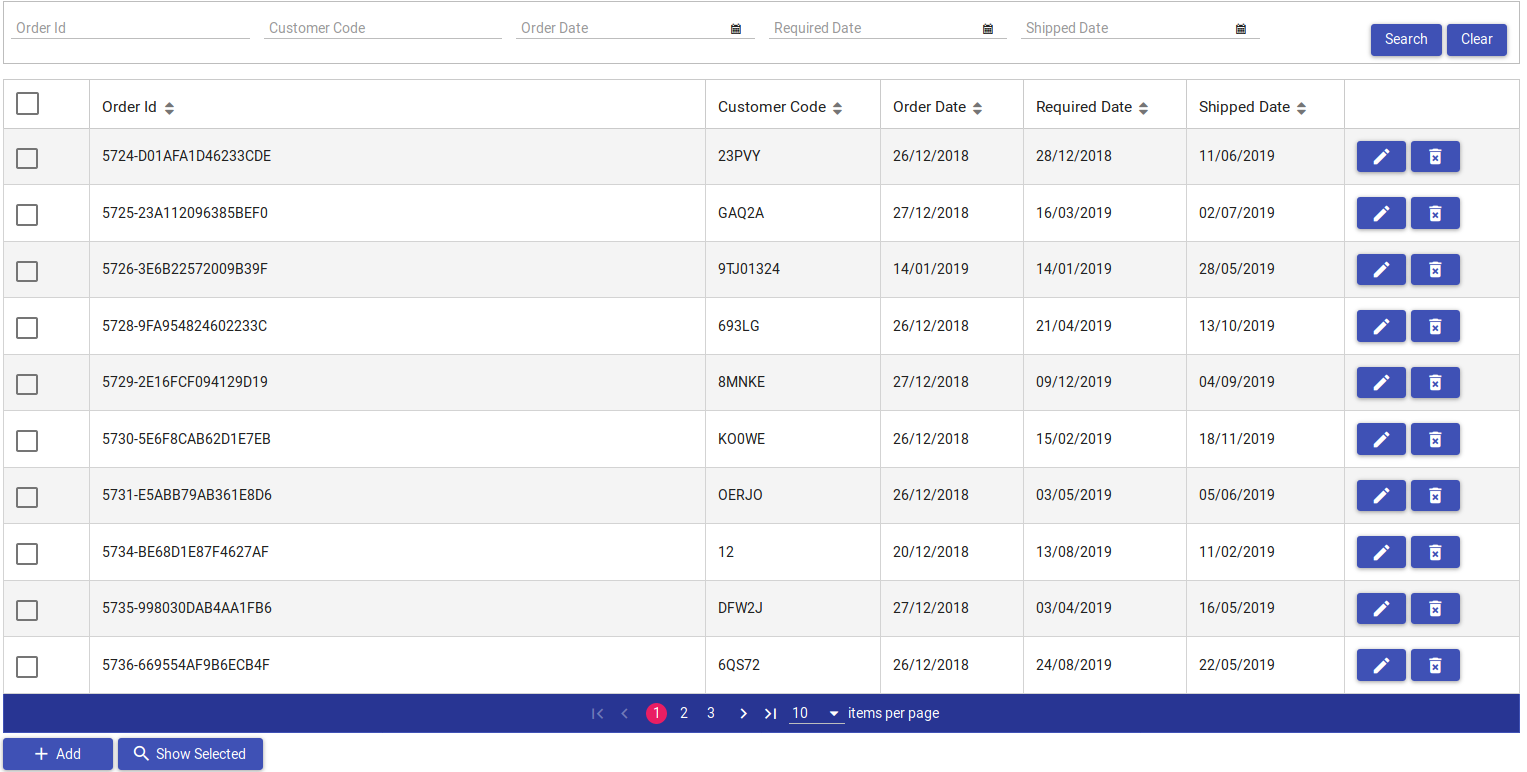 Order Id Customer Code Order Date Required Date Shipped Date Search Clear
Order Id Customer Code Order Date Required Date Shipped Date
5724-D01AFA1D46233CDE 23PVY 26/12/2018 28/12/2018 11/06/2019
5725-23A112096385BEF0 GAQ2A 27/12/2018 16/03/2019 02/07/2019
5726-3E6B22572009B39F 9TJ01324 14/01/2019 14/01/2019 28/05/2019
5728-9FA954824602233C 693LG 26/12/2018 21/04/2019 13/10/2019
5729-2E16FCF094129D19 8MNKE 27/12/2018 09/12/2019 04/09/2019
5730-5E6F8CAB62D1E7EB KO0WE 26/12/2018 15/02/2019 18/11/2019
5731-E5ABB79AB361E8D6 OERJO 26/12/2018 03/05/2019 05/06/2019
5734-BE68D1E87F4627AF 12 20/12/2018 13/08/2019 11/02/2019
5735-998030DAB4AA1FB6 DFW2J 27/12/2018 03/04/2019 16/05/2019
5736-669554AF9B6ECB4F 6QS72 26/12/2018 24/08/2019 22/05/2019
1 2 3 10 items per page
Add Show Selected